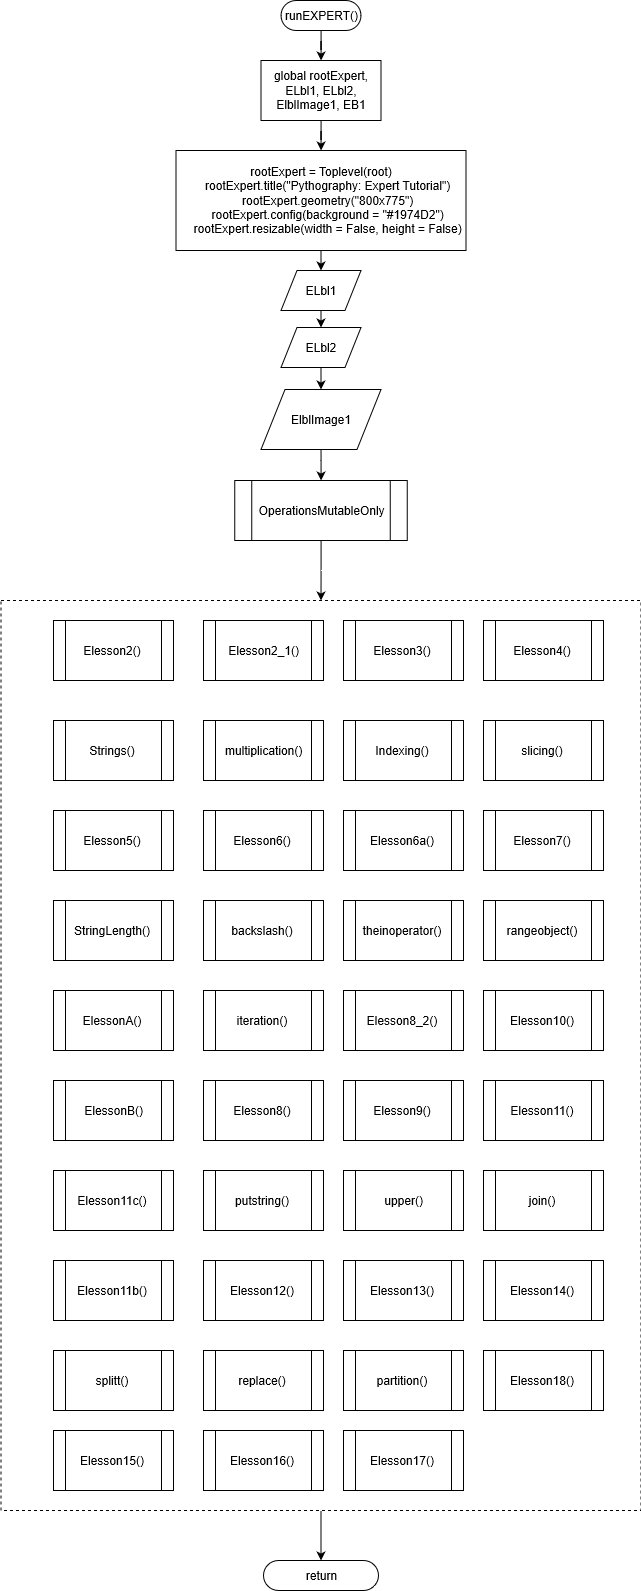 runEXPERT()
global rootExpert,
ELbl1, ELbl2,
ElblImage1, EB1
rootExpert = Toplevel(root)
rootExpert.title("Pythography: Expert Tutorial")
rootExpert.geometry("800x775")
rootExpert.config(background = "#1974D2")
rootExpert.resizable(width = False, height = False)
ELbl1
ELbl2
ElblImage1
OperationsMutableOnly
Elesson2() Elesson2_1() Elesson3() Elesson4()
Strings() multiplication() Indexing() slicing()
Elesson5() Elesson6() Elesson6a() Elesson7()
StringLength() backslash() theinoperator() rangeobject()
ElessonA() iteration() Elesson8_2() Elesson10()
ElessonB() Elesson8() Elesson9() Elesson11()
Elesson11c() putstring() upper() join()
Elesson11b() Elesson12() Elesson13() Elesson14()
splitt() replace() partition() Elesson18()
Elesson15() Elesson16() Elesson17()
return